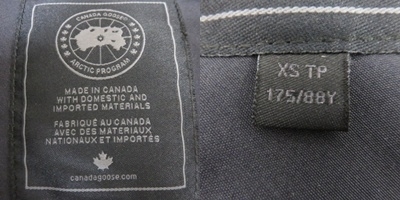 CANADA GOOSE
ARCTIC PROGRAM
MADE IN CANADA
WITH DOMESTIC AND
IMPORTED MATERIALS
FABRIQUÉ AU CANADA
AVEC DES MATERIAUX
NATIONAUX ET IMPORTÉS
canadagoose.com
XS TP
175/88Y